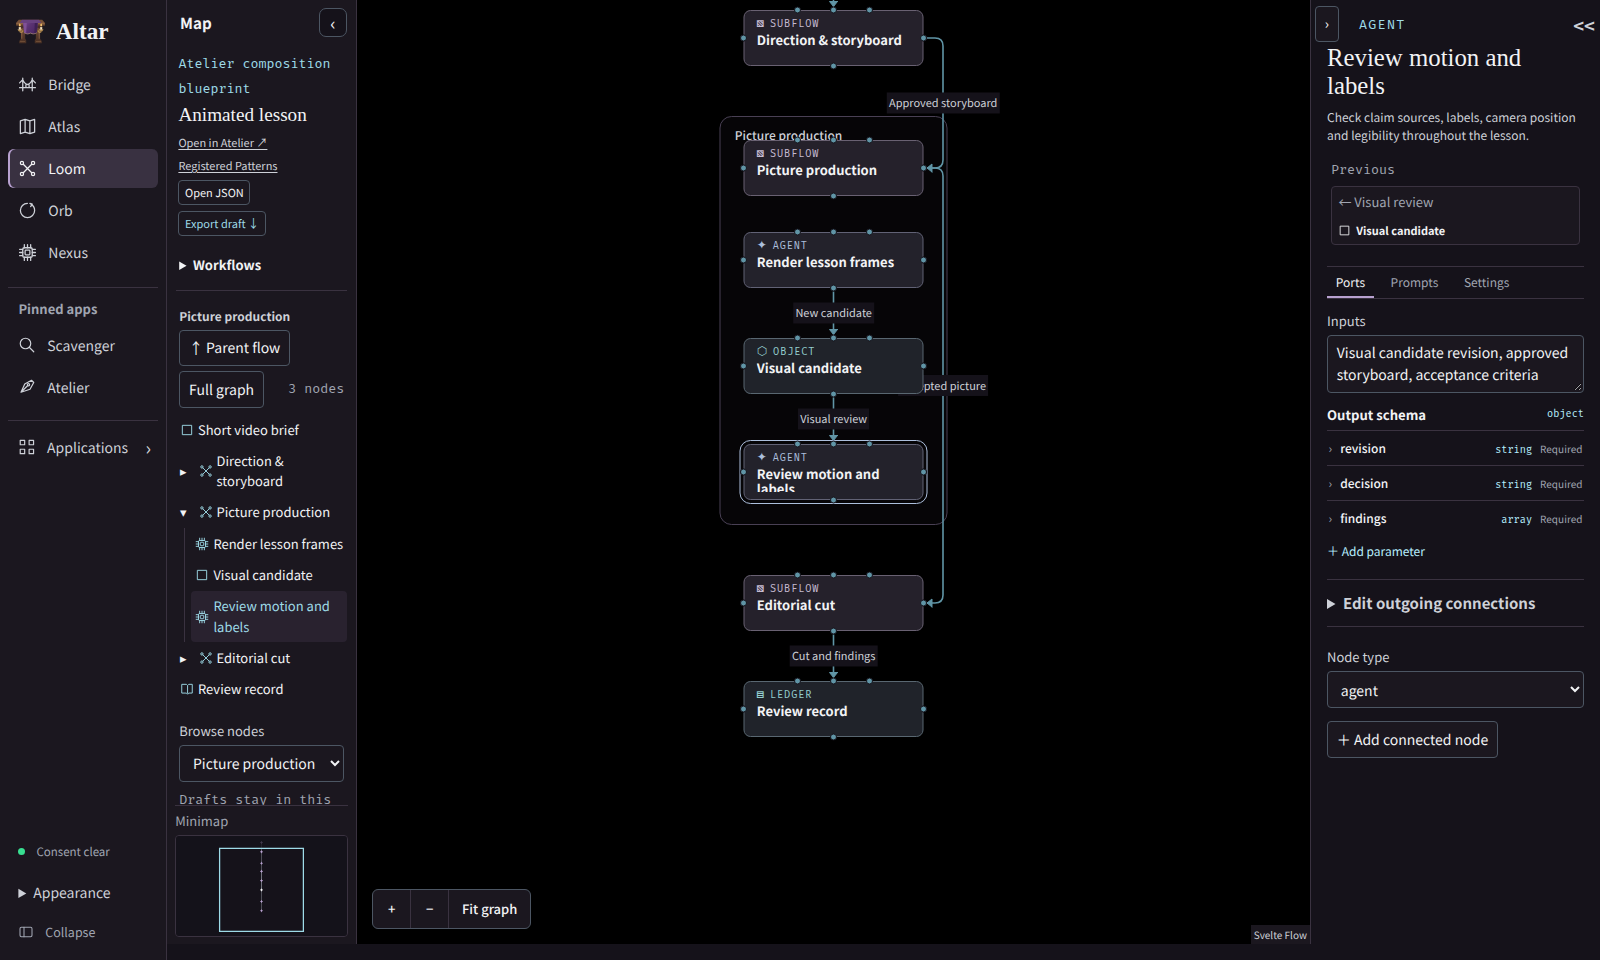 Altar
Bridge
Atlas
Loom
Orb
Nexus
Pinned apps
Scavenger
Atelier
Applications ›
Consent clear
▶ Appearance
Collapse
Map
‹
Atelier composition
blueprint
Animated lesson
Open in Atelier ↗
Registered Patterns
Open JSON
Export draft ↓
▶ Workflows
Picture production
↑ Parent flow
Full graph
3 nodes
Short video brief
Direction &
storyboard
Picture production
Render lesson frames
Visual candidate
Review motion and
labels
Editorial cut
Review record
Browse nodes
Picture production
Drafts stay in this
Minimap
SUBFLOW
Direction & storyboard
Approved storyboard
Picture production
SUBFLOW
Picture production
AGENT
Render lesson frames
New candidate
OBJECT
Visual candidate
pted picture
Visual review
AGENT
Review motion and
labels
SUBFLOW
Editorial cut
Cut and findings
LEDGER
Review record
+
−
Fit graph
Svelte Flow
›
AGENT
<<
Review motion and
labels
Check claim sources, labels, camera position
and legibility throughout the lesson.
Previous
← Visual review
Visual candidate
Ports
Prompts
Settings
Inputs
Visual candidate revision, approved
storyboard, acceptance criteria
Output schema object
› revision string Required
› decision string Required
› findings array Required
+ Add parameter
▶ Edit outgoing connections
Node type
agent
+ Add connected node